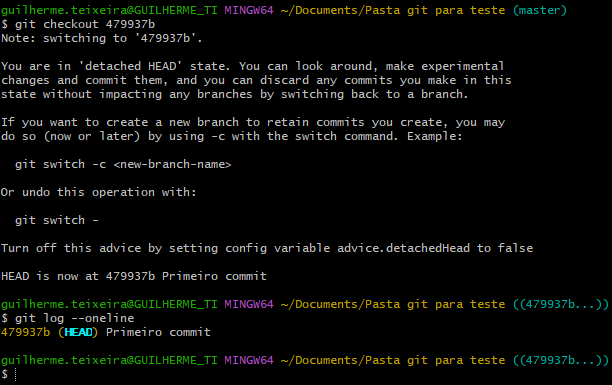 guilherme.teixeira@GUILHERME_TI MINGW64 ~/Documents/Pasta git para teste (master)
$ git checkout 479937b
Note: switching to '479937b'.
You are in 'detached HEAD' state. You can look around, make experimental
changes and commit them, and you can discard any commits you make in this
state without impacting any branches by switching back to a branch.
If you want to create a new branch to retain commits you create, you may
do so (now or later) by using -c with the switch command. Example:
git switch -c <new-branch-name>
Or undo this operation with:
git switch -
Turn off this advice by setting config variable advice.detachedHead to false
HEAD is now at 479937b Primeiro commit
guilherme.teixeira@GUILHERME_TI MINGW64 ~/Documents/Pasta git para teste ((479937b...))
$ git log --oneline
479937b (HEAD) Primeiro commit
guilherme.teixeira@GUILHERME_TI MINGW64 ~/Documents/Pasta git para teste ((479937b...))
$